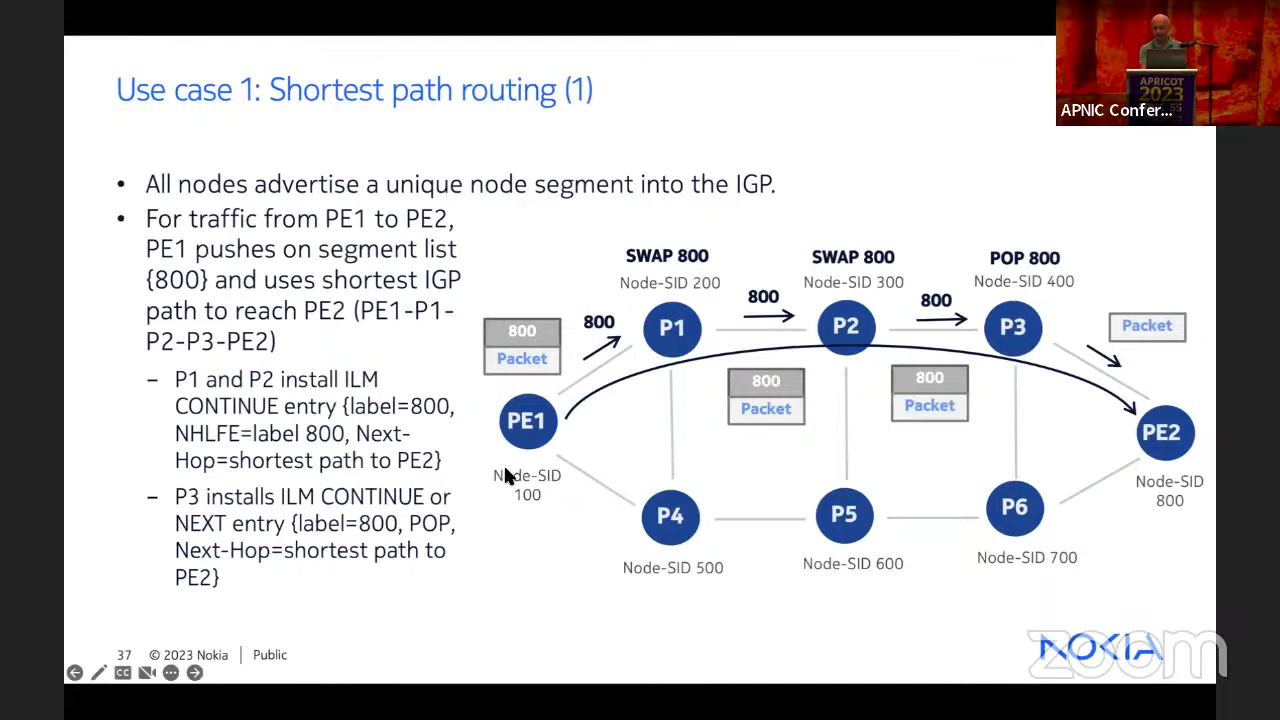 APRICOT
2023
APNIC Confer...
Use case 1: Shortest path routing (1)
• All nodes advertise a unique node segment into the IGP.
• For traffic from PE1 to PE2,
PE1 pushes on segment list
{800} and uses shortest IGP
path to reach PE2 (PE1-P1-
P2-P3-PE2)
– P1 and P2 install ILM
CONTINUE entry {label=800,
NHLFE=label 800, Next-
Hop=shortest path to PE2}
– P3 installs ILM CONTINUE or
NEXT entry {label=800, POP,
Next-Hop=shortest path to
PE2}
SWAP 800
Node-SID 200
SWAP 800
Node-SID 300
POP 800
Node-SID 400
800
Packet
800
P1
800
P2
800
P3
Packet
800
Packet
800
Packet
PE1
Node-SID
100
PE2
Node-SID
800
P4
Node-SID 500
P5
Node-SID 600
P6
Node-SID 700
37 © 2023 Nokia | Public
CC
NOKIA
zoom